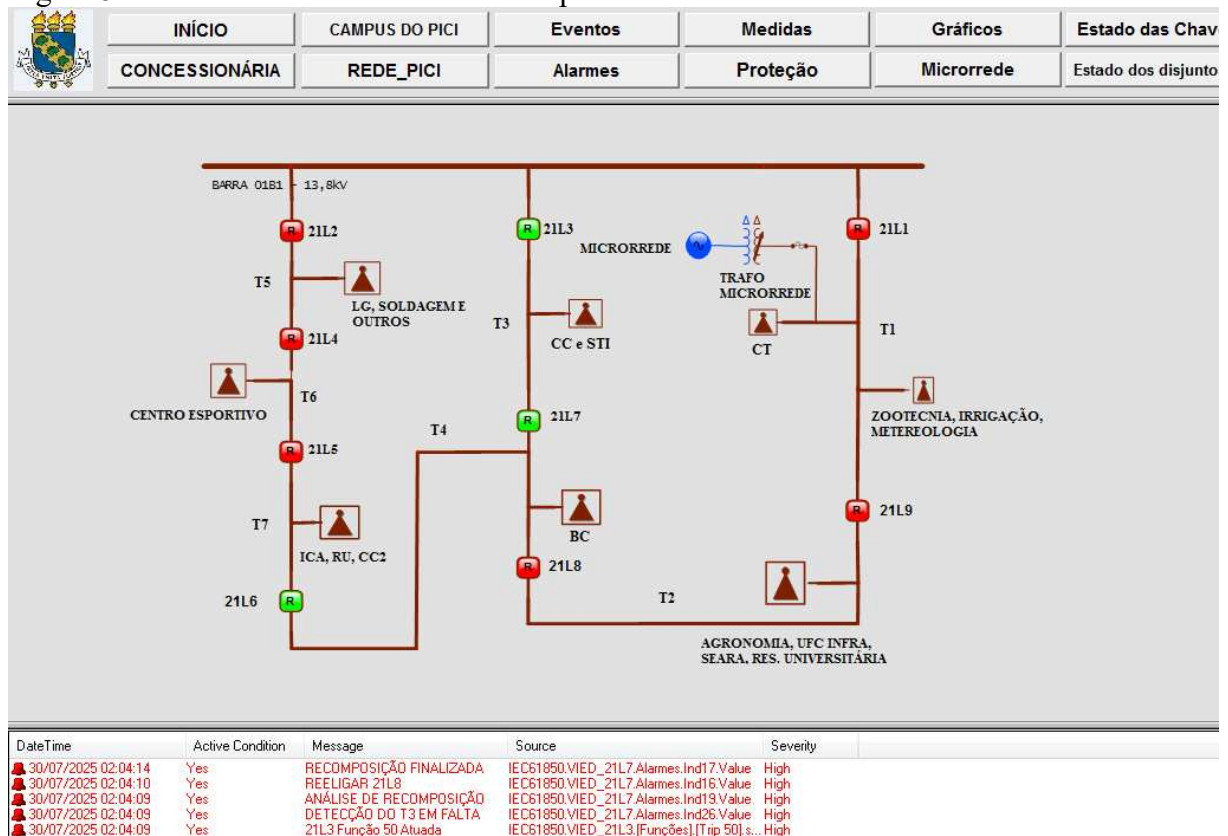 INÍCIO
CAMPUS DO PICI
Eventos
Medidas
Gráficos
Estado das Chav
CONCESSIONÁRIA
REDE_PICI
Alarmes
Proteção
Microrrede
Estado dos disjunto
BARRA 01B1 - 13,8kV
R 21L2
R 21L3
R 21L1
MICRORREDE
TRAFO
MICRORREDE
T5
LG, SOLDAGEM E
OUTROS
T3
CC e STI
CT
T1
R 21L4
CENTRO ESPORTIVO
T6
R 21L7
ZOOTECNIA, IRRIGAÇÃO,
METEREOLOGIA
T4
R 21L5
R 21L9
T7
ICA, RU, CC2
BC
R 21L8
21L6 R
T2
AGRONOMIA, UFC INFRA,
SEARA, RES. UNIVERSITÁRIA
DateTime Active Condition Message Source Severity
30/07/2025 02:04:14 Yes RECOMPOSIÇÃO FINALIZADA IEC61850.VIED_21L7.Alarmes.Ind17.Value High
30/07/2025 02:04:10 Yes REELIGAR 21L8 IEC61850.VIED_21L7.Alarmes.Ind16.Value High
30/07/2025 02:04:09 Yes ANÁLISE DE RECOMPOSIÇÃO IEC61850.VIED_21L7.Alarmes.Ind19.Value High
30/07/2025 02:04:09 Yes DETECÇÃO DO T3 EM FALTA IEC61850.VIED_21L7.Alarmes.Ind26.Value High
30/07/2025 02:04:09 Yes 21L3 Função 50 Atuada IEC61850.VIED_21L3.[Funções].[Trip 50].s... High